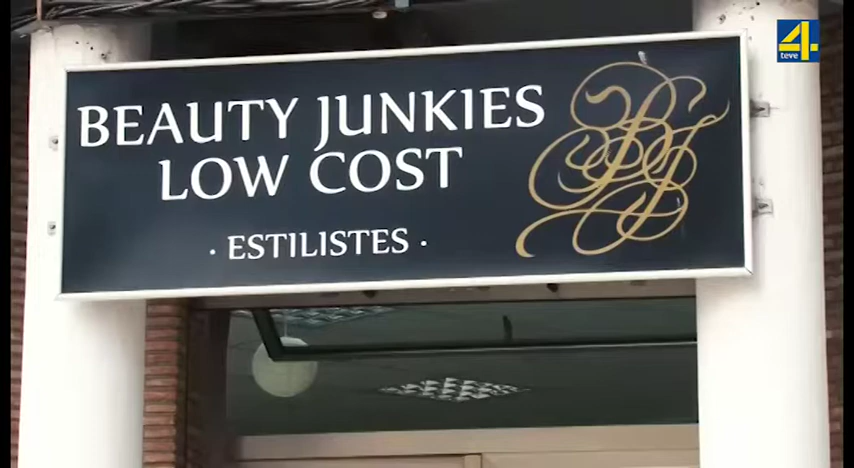 BEAUTY JUNKIES
LOW COST
· ESTILISTES ·
BJ
4
teve